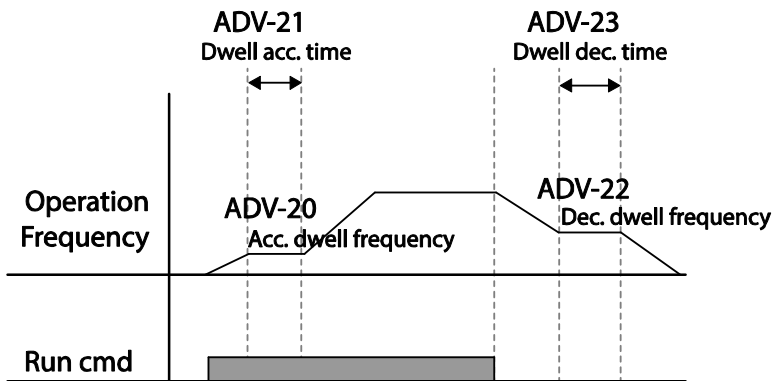 ADV-21
Dwell acc. time
ADV-23
Dwell dec. time
Operation
Frequency
ADV-20
Acc. dwell frequency
ADV-22
Dec. dwell frequency
Run cmd